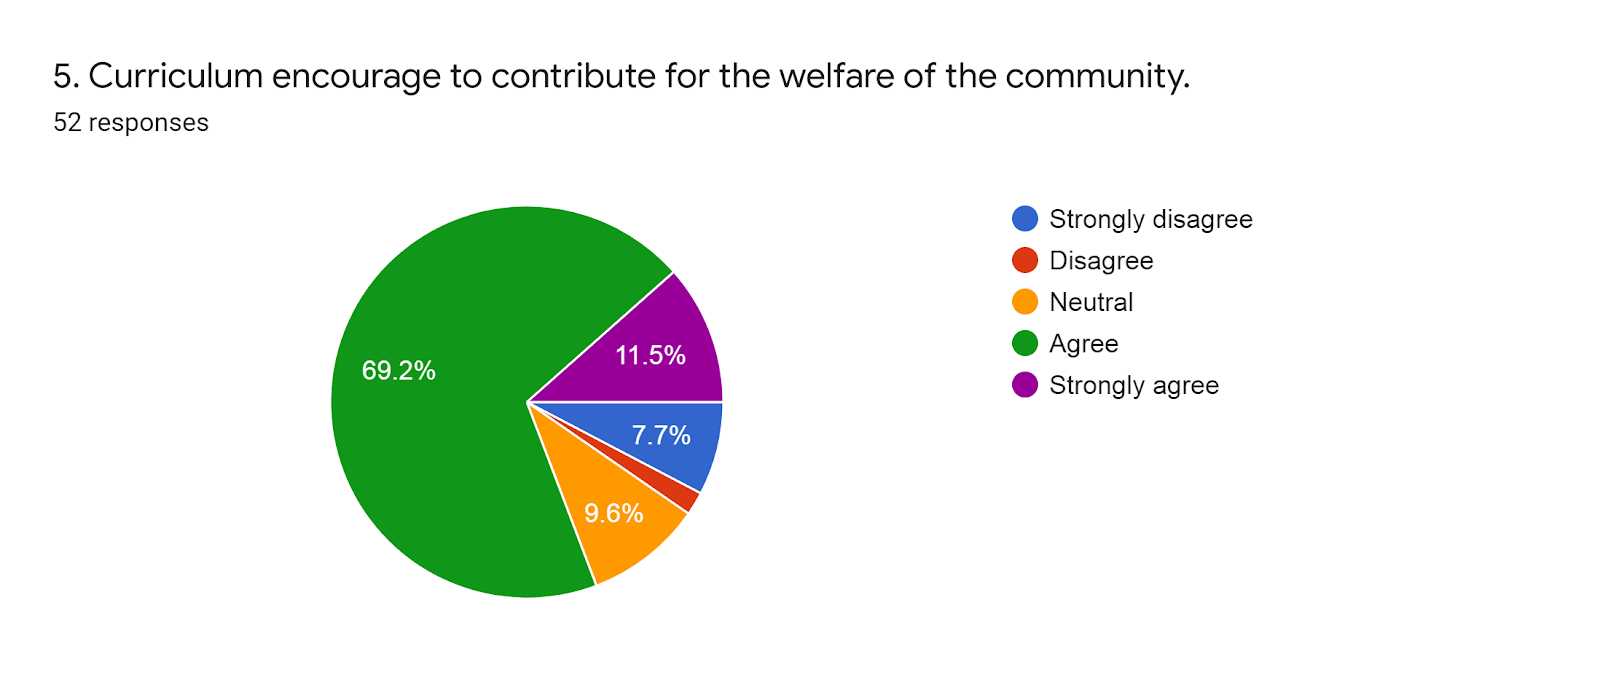 5. Curriculum encourage to contribute for the welfare of the community.
52 responses
69.2%
11.5%
7.7%
9.6%
Strongly disagree
Disagree
Neutral
Agree
Strongly agree